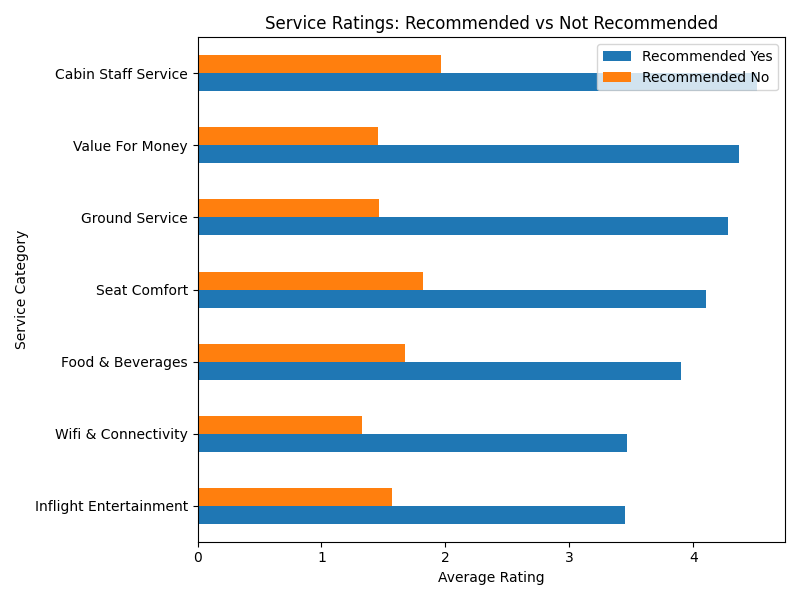 Service Ratings: Recommended vs Not Recommended
Recommended Yes
Recommended No
Cabin Staff Service
Value For Money
Ground Service
Seat Comfort
Food & Beverages
Wifi & Connectivity
Inflight Entertainment
Service Category
0 1 2 3 4
Average Rating